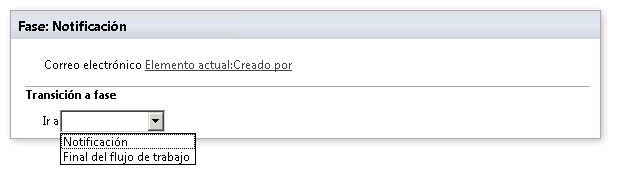 Fase: Notificación
Correo electrónico Elemento actual:Creado por
Transición a fase
Ir a
Notificación
Final del flujo de trabajo